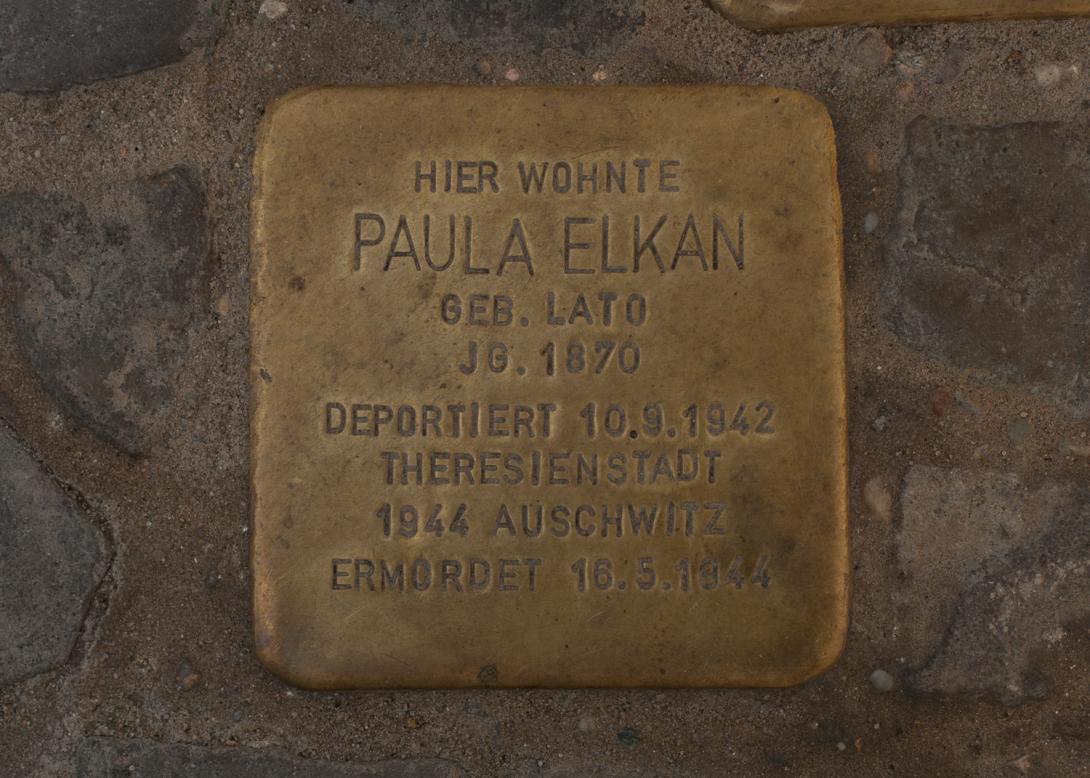 HIER WOHNTE
PAULA ELKAN
GEB. LATO
JG. 1870
DEPORTIERT 10.9.1942
THERESIENSTADT
1944 AUSCHWITZ
ERMORDET 16.5.1944